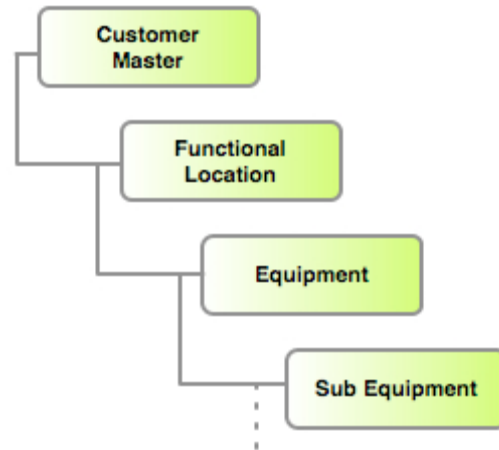 Customer
Master
Functional
Location
Equipment
Sub Equipment